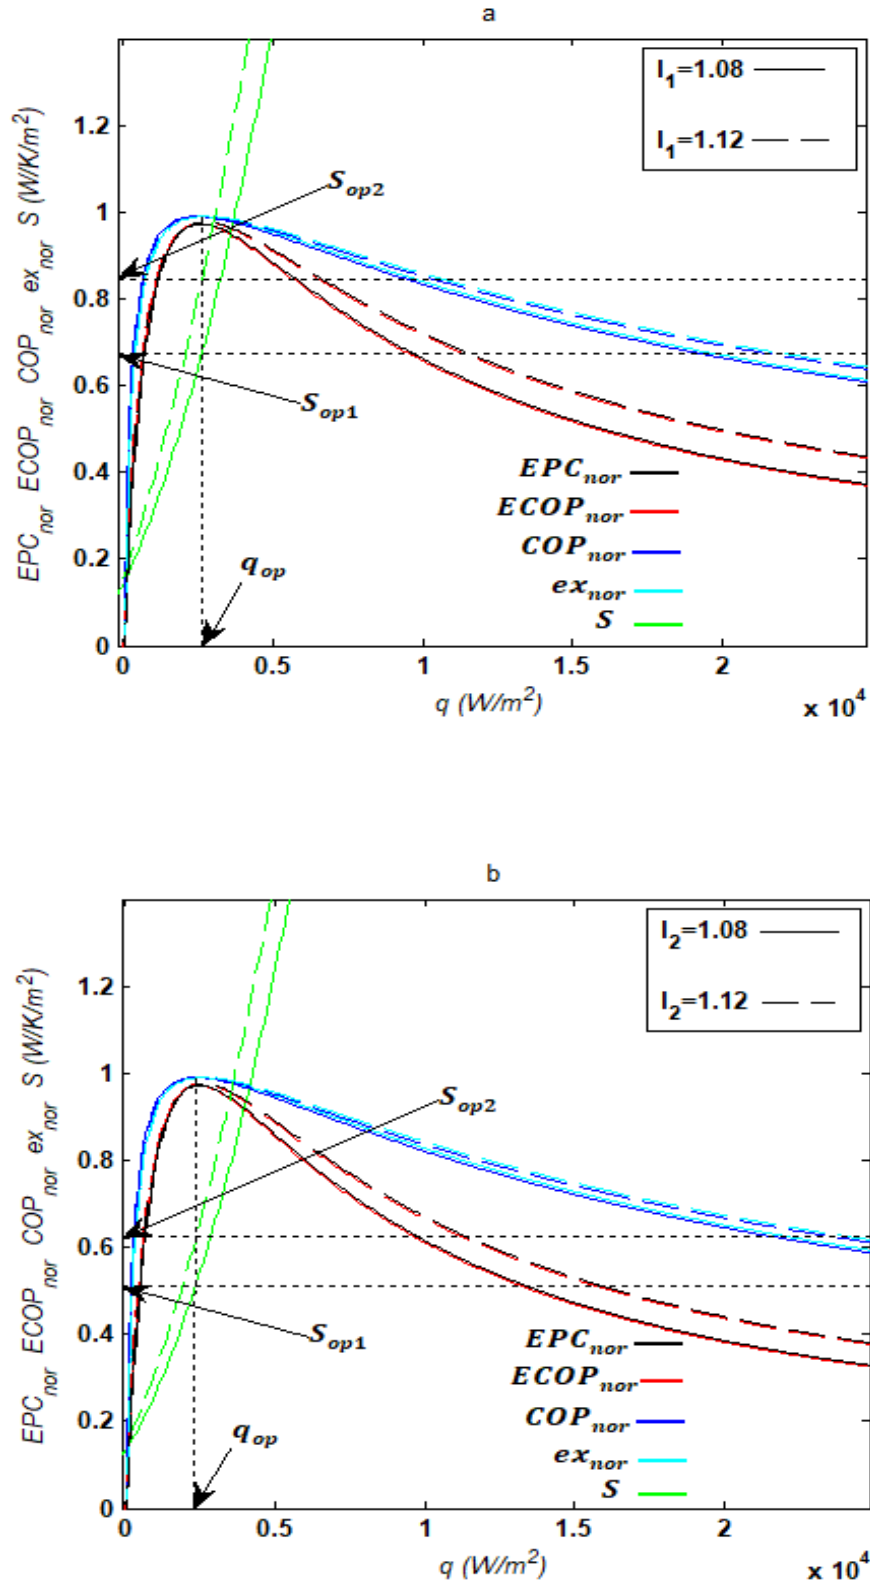 a
I1=1.08
I1=1.12
EPCnor ECOPnor COPnor exnor S (W/K/m2)
1.2
1
0.8
0.6
0.4
0.2
0
Sop2
Sop1
qop
EPCnor
ECOPnor
COPnor
exnor
S
0 0.5 1 1.5 2
q (W/m2)
x 104
b
I2=1.08
I2=1.12
EPCnor ECOPnor COPnor exnor S (W/K/m2)
1.2
1
0.8
0.6
0.4
0.2
0
Sop2
Sop1
qop
EPCnor
ECOPnor
COPnor
exnor
S
0 0.5 1 1.5 2
q (W/m2)
x 104